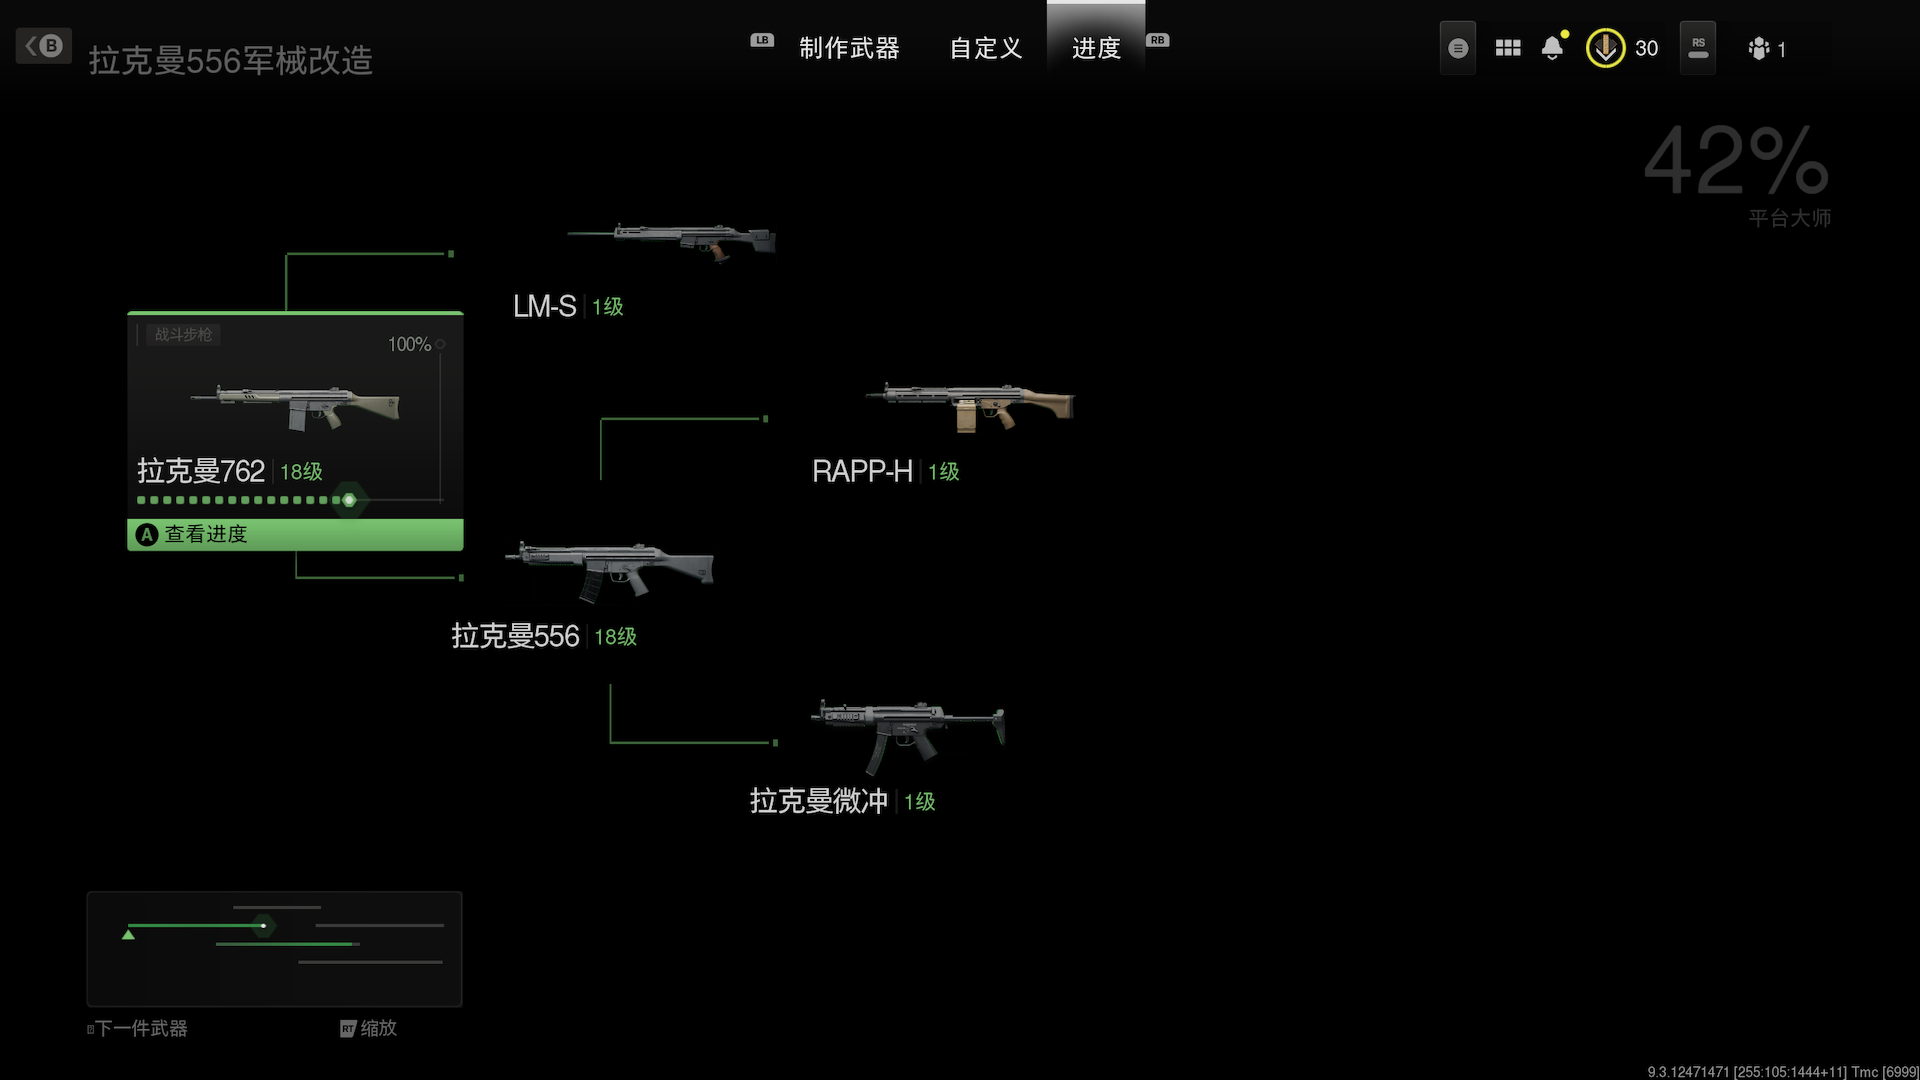 B 拉克曼556军械改造
LB 制作武器 自定义 进度 RB
30 RS 1
42%
平台大师
LM-S 1级
战斗步枪
100%
拉克曼762 18级
A 查看进度
RAPP-H 1级
拉克曼556 18级
拉克曼微冲 1级
下一件武器 RT 缩放
9.3.12471471 [255:105:1444+11] Tmc [6999]